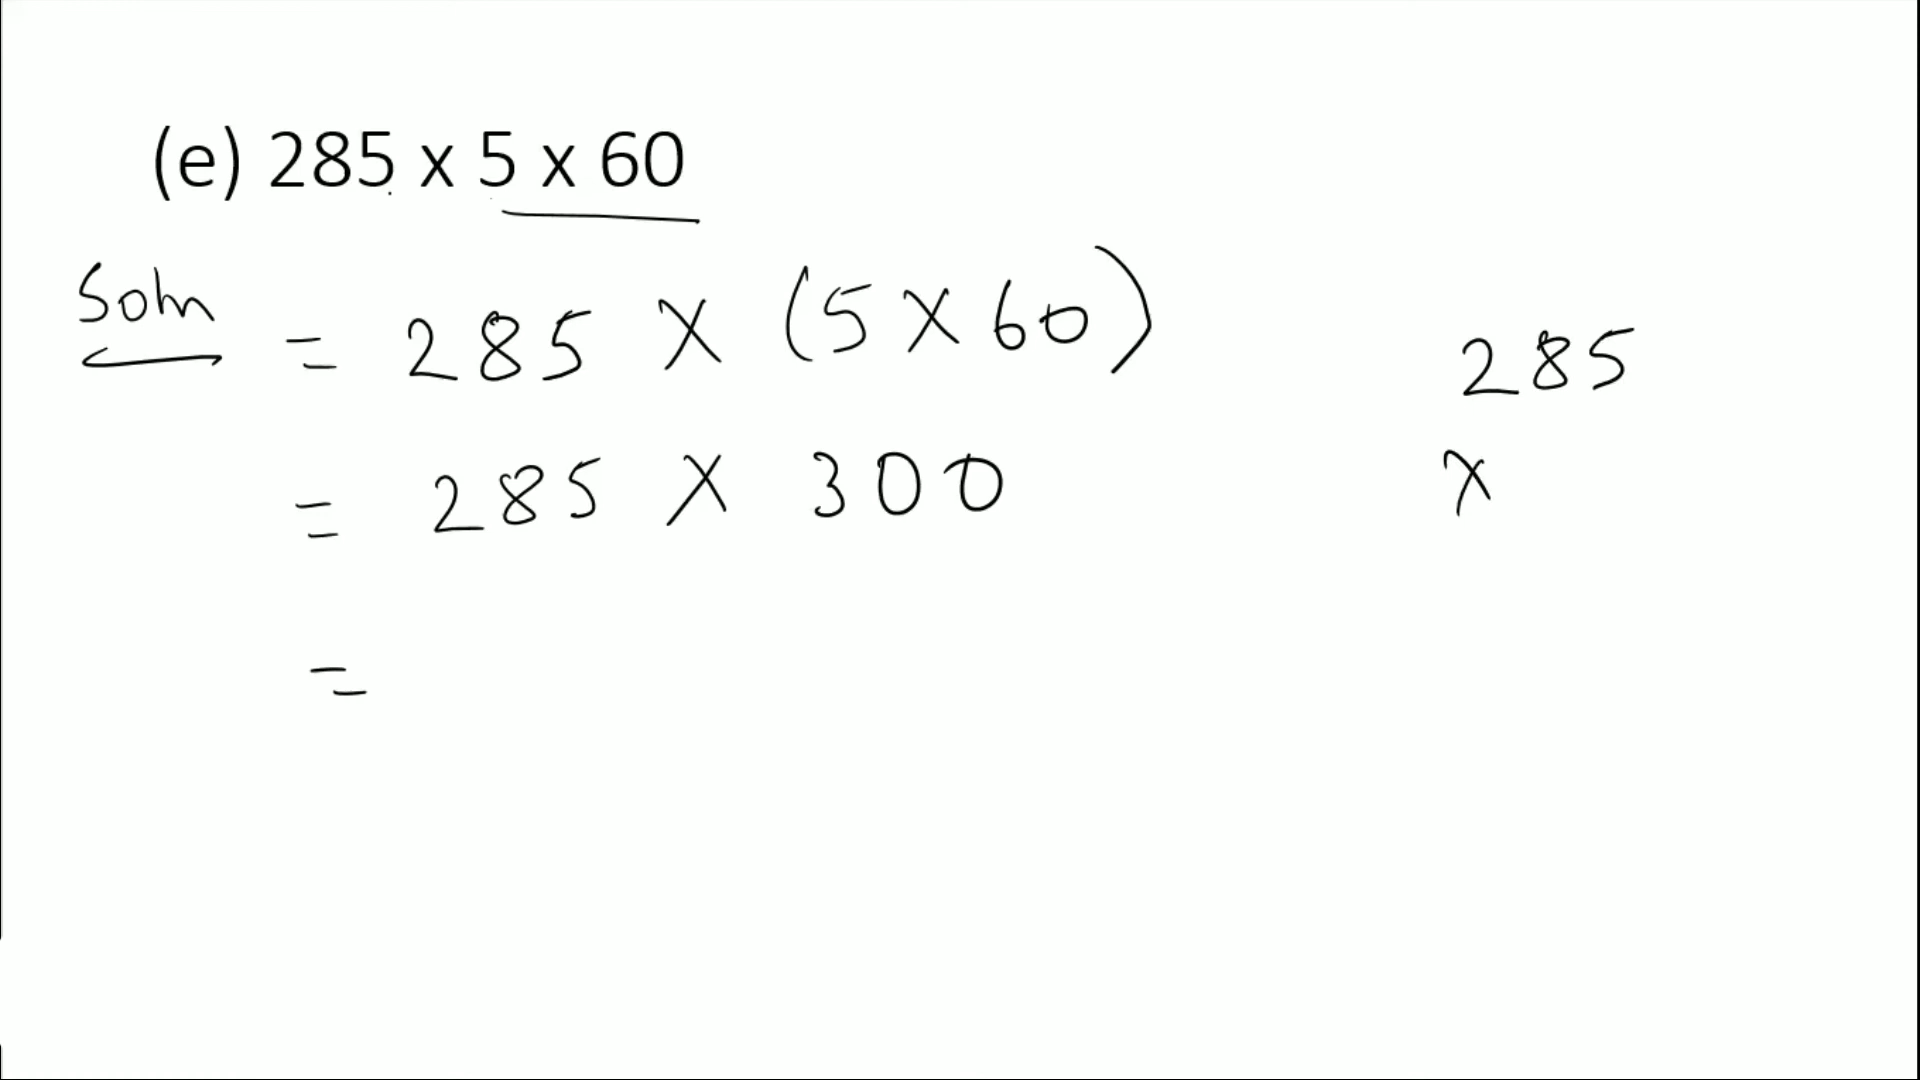 (e) 285 x 5 x 60
Soln = 285 X (5 X 60)
= 285 X 300
=
285
X